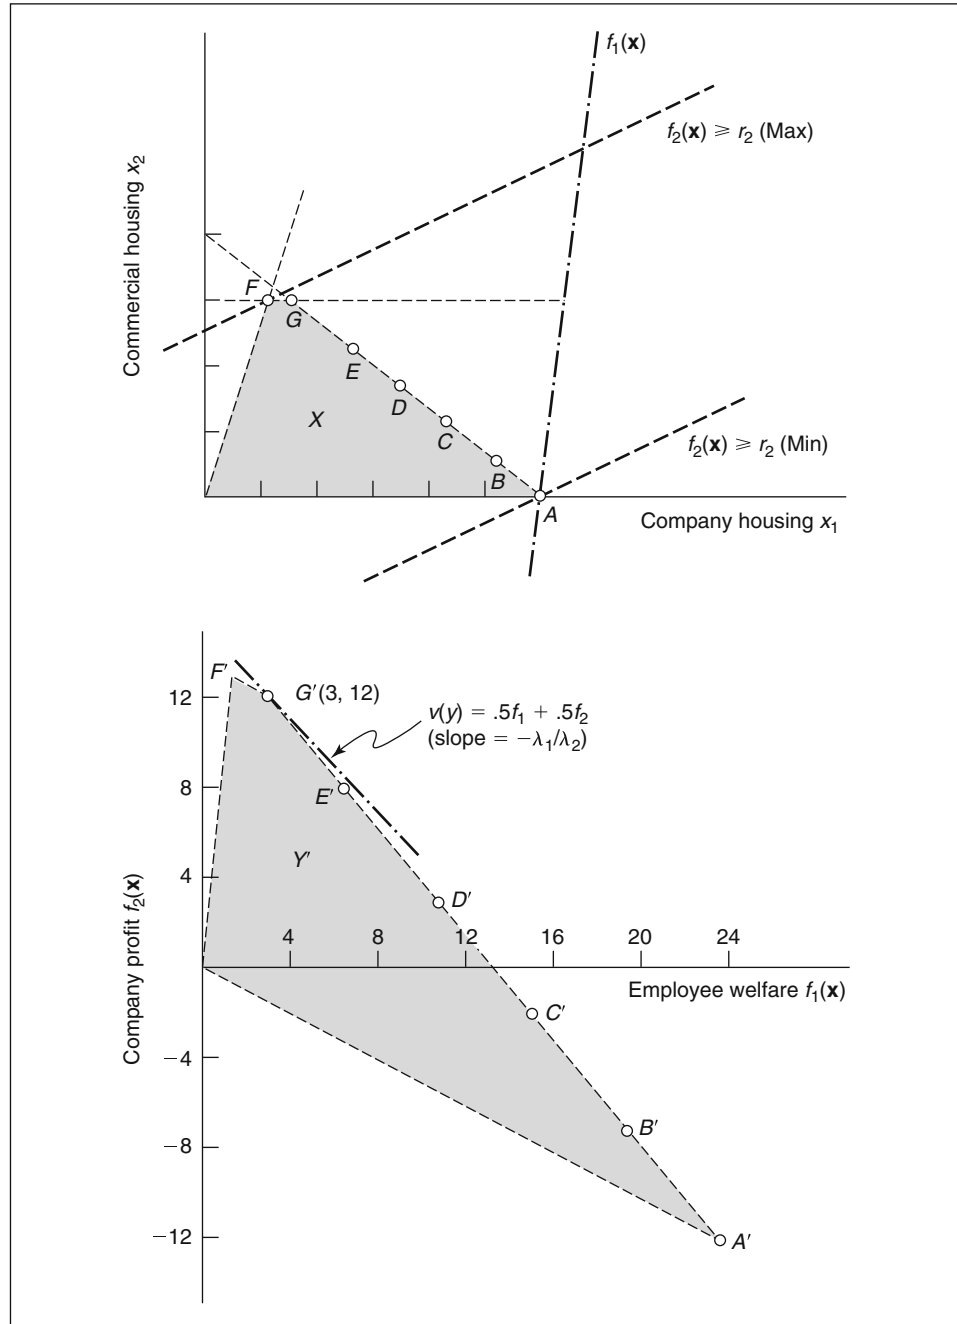 f₁(x)
f₂(x) ⩾ r₂ (Max)
Commercial housing x₂
F
G
E
D
X
C
f₂(x) ⩾ r₂ (Min)
B
A
Company housing x₁
F′
12
G′(3, 12)
v(y) = .5f₁ + .5f₂
(slope = −λ₁/λ₂)
8
E′
Y′
4
D′
4 8 12 16 20 24
Company profit f₂(x)
Employee welfare f₁(x)
C′
−4
B′
−8
−12
A′